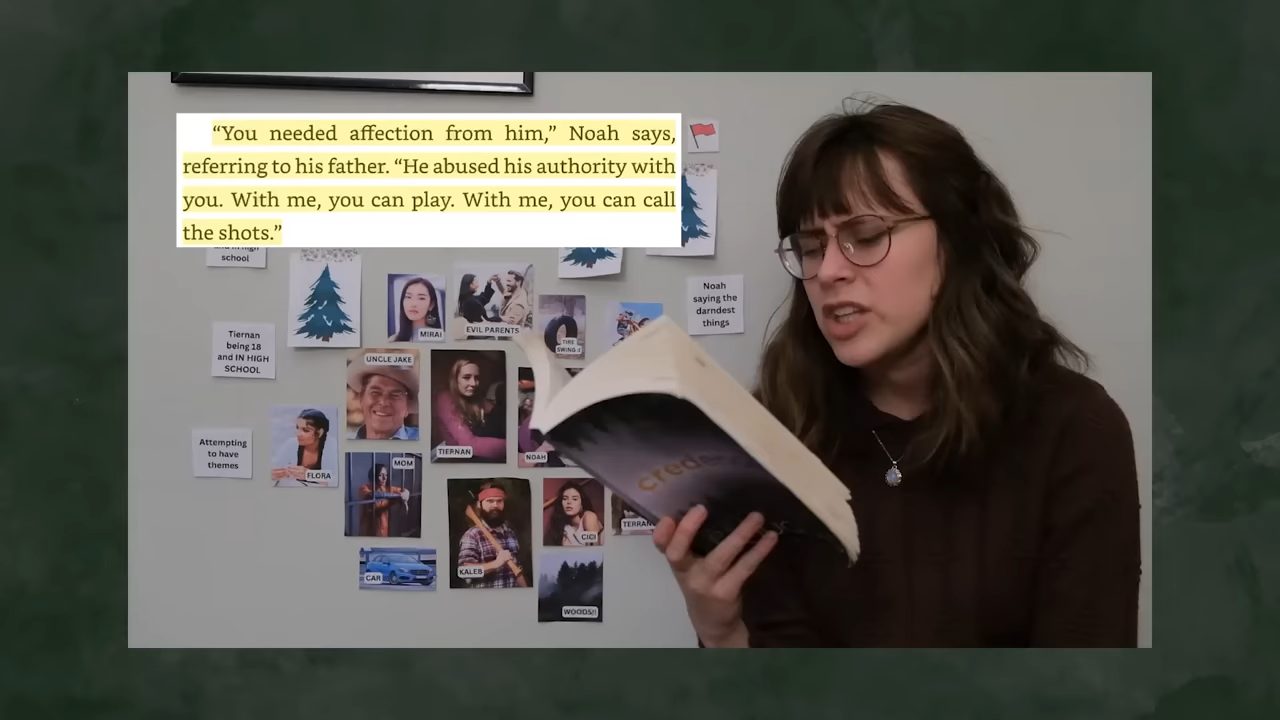 “You needed affection from him,” Noah says,
referring to his father. “He abused his authority with
you. With me, you can play. With me, you can call
the shots.”
and in high
school
Noah
saying the
darndest
things
Tiernan
being 18
and IN HIGH
SCHOOL
MIRAI
EVIL PARENTS
TIRE
SWING :(
UNCLE JAKE
TIERNAN
NOAH
Attempting
to have
themes
FLORA
MOM
KALEB
CICI
CAR
WOODS!!